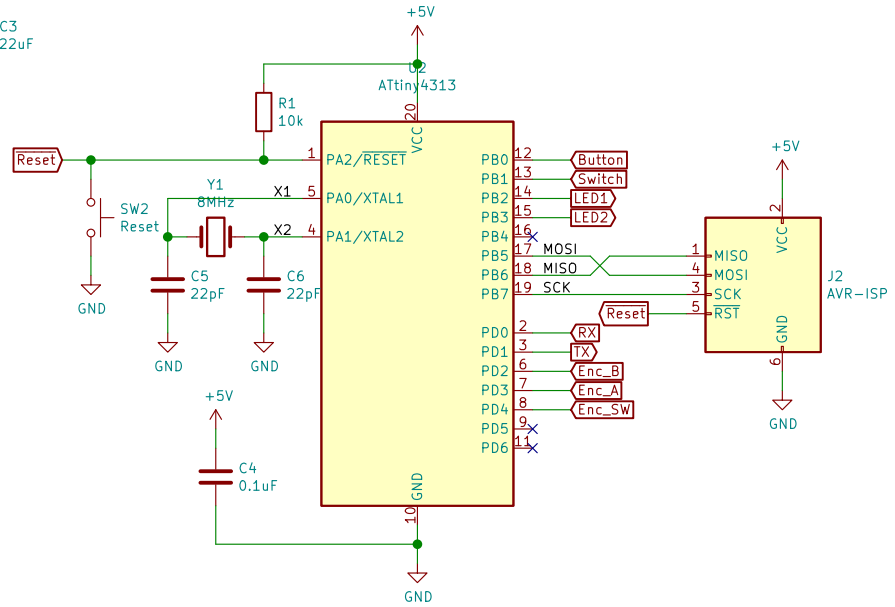 C3
22uF
+5V
U2
ATtiny4313
R1
10k
Reset
SW2
Reset
GND
Y1
8MHz
X1
X2
C5
22pF
C6
22pF
GND
GND
+5V
C4
0.1uF
20
VCC
1
PA2/RESET
5
PA0/XTAL1
4
PA1/XTAL2
GND
10
GND
PB0
12
Button
PB1
13
Switch
PB2
14
LED1
PB3
15
LED2
PB4
16
PB5
17
MOSI
PB6
18
MISO
PB7
19
SCK
PD0
2
RX
PD1
3
TX
PD2
6
Enc_B
PD3
7
Enc_A
PD4
8
Enc_SW
PD5
9
PD6
11
+5V
2
VCC
1
MISO
4
MOSI
3
SCK
Reset
5
RST
J2
AVR-ISP
GND
6
GND